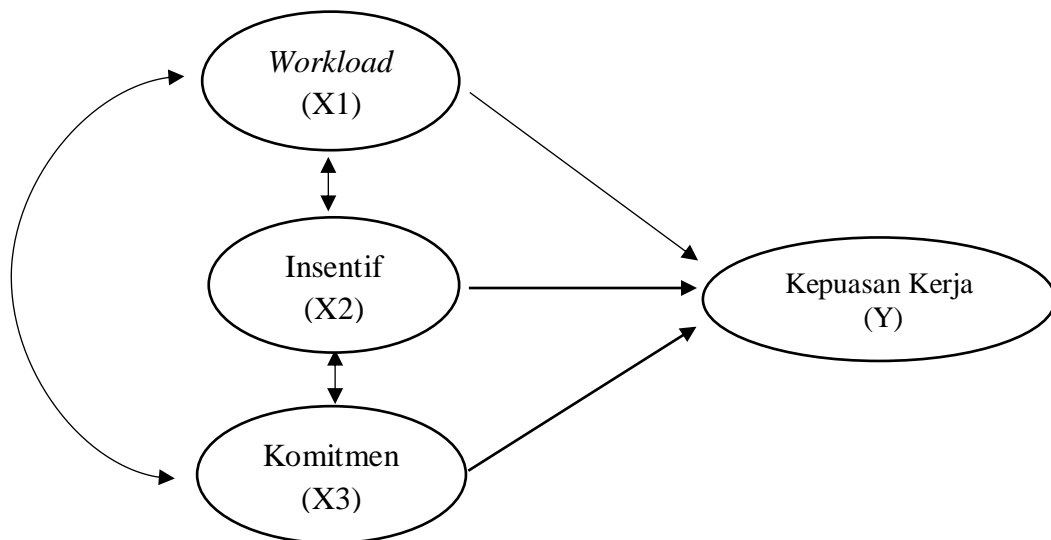 Workload
(X1)
Insentif
(X2)
Kepuasan Kerja
(Y)
Komitmen
(X3)